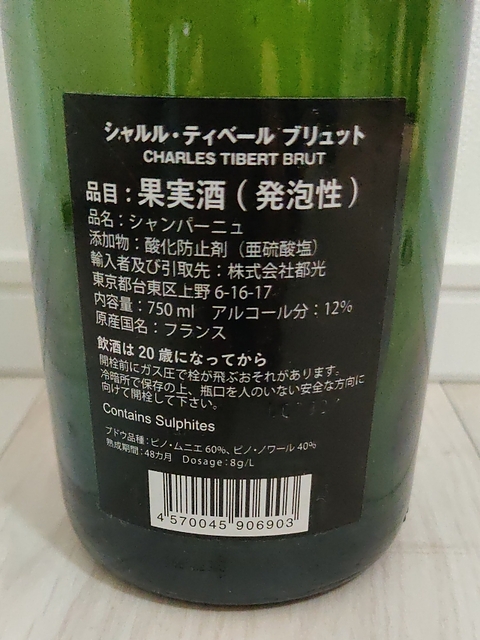 シャルル・ティベール ブリュット
CHARLES TIBERT BRUT
品目：果実酒（発泡性）
品名：シャンパーニュ
添加物：酸化防止剤（亜硫酸塩）
輸入者及び引取先：株式会社都光
東京都台東区上野 6-16-17
内容量：750 ml　アルコール分：12%
原産国名：フランス
飲酒は 20 歳になってから
開栓前にガス圧で栓が飛ぶおそれがあります。
冷暗所で保存の上、瓶口を人のいない安全な方向に
向けて開栓して下さい。
Contains Sulphites
ブドウ品種：ピノ・ムニエ 60%、ピノ・ノワール 40%
熟成期間：48カ月　Dosage：8g/L
4 570045 906903